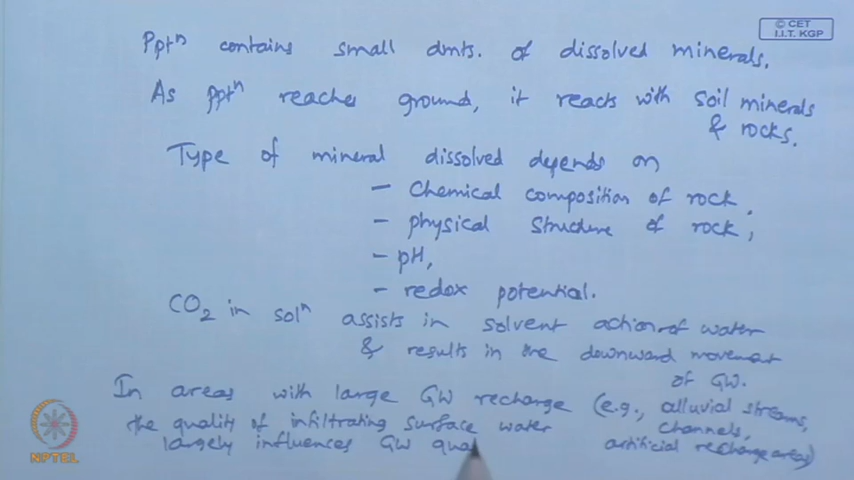 © CET
I.I.T. KGP
Pptⁿ contains small amts. of dissolved minerals.
As Pptⁿ reaches ground, it reacts with soil minerals
& rocks.
Type of mineral dissolved depends on
– Chemical composition of rock,
– physical structure of rock,
– pH,
– redox potential.
CO₂ in solⁿ assists in solvent action of water
& results in the downward movement
of GW.
In areas with large GW recharge (e.g., alluvial streams,
channels,
artificial recharge areas)
the quality of infiltrating surface water
largely influences GW qua
NPTEL